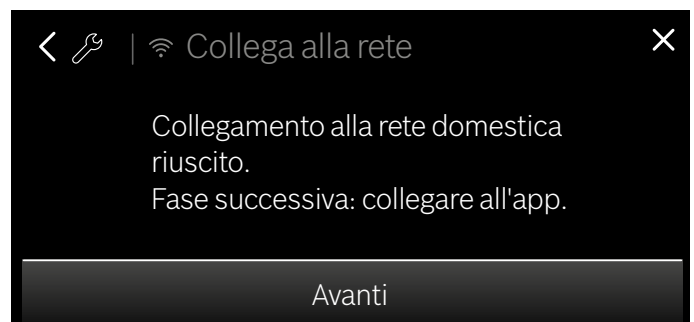 Collega alla rete
Collegamento alla rete domestica
riuscito.
Fase successiva: collegare all'app.
Avanti